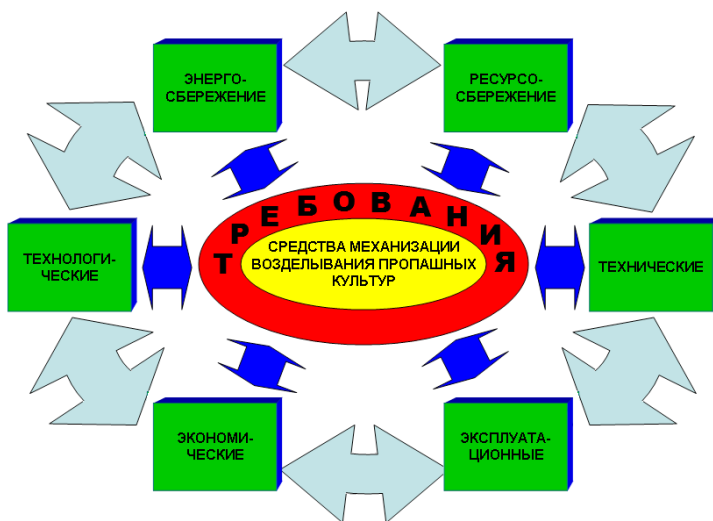 ЭНЕРГО-
СБЕРЕЖЕНИЕ
РЕСУРСО-
СБЕРЕЖЕНИЕ
ТРЕБОВАНИЯ
СРЕДСТВА МЕХАНИЗАЦИИ
ВОЗДЕЛЫВАНИЯ ПРОПАШНЫХ
КУЛЬТУР
ТЕХНОЛОГИ-
ЧЕСКИЕ
ТЕХНИЧЕСКИЕ
ЭКОНОМИ-
ЧЕСКИЕ
ЭКСПЛУАТА-
ЦИОННЫЕ